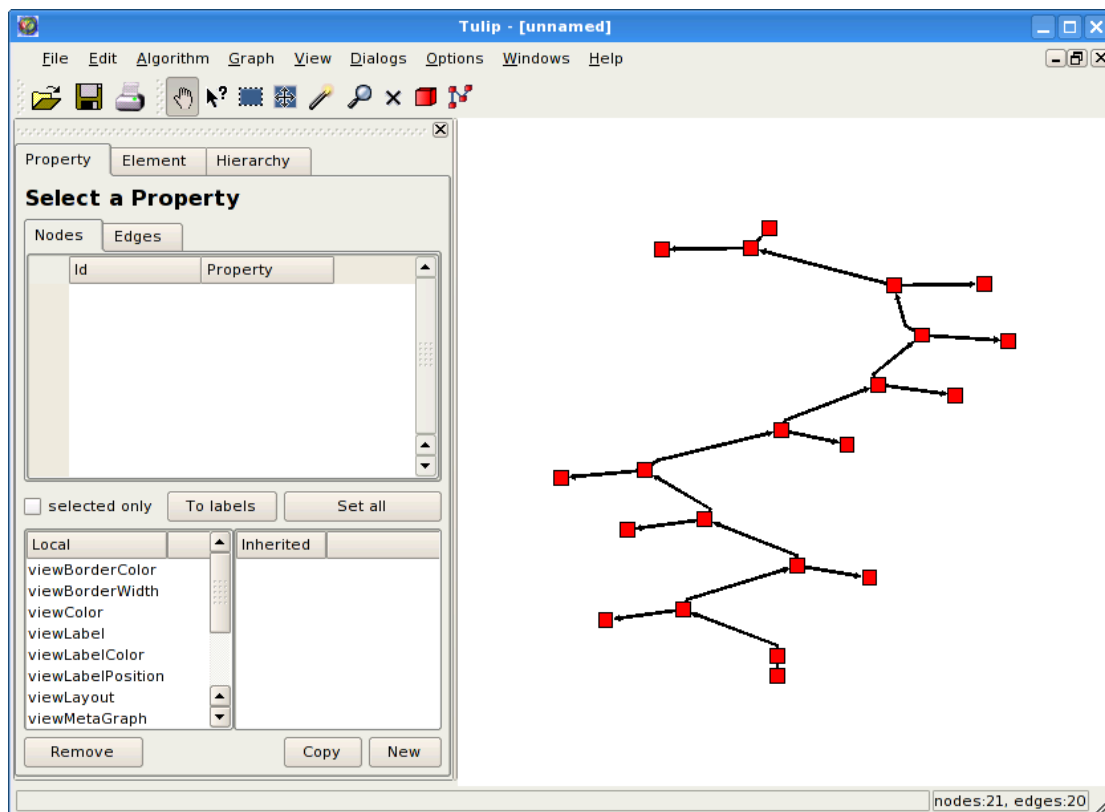 Tulip - [unnamed]
File Edit Algorithm Graph View Dialogs Options Windows Help
Property Element Hierarchy
Select a Property
Nodes Edges
Id Property
selected only To labels Set all
Local Inherited
viewBorderColor
viewBorderWidth
viewColor
viewLabel
viewLabelColor
viewLabelPosition
viewLayout
viewMetaGraph
Remove Copy New
nodes:21, edges:20